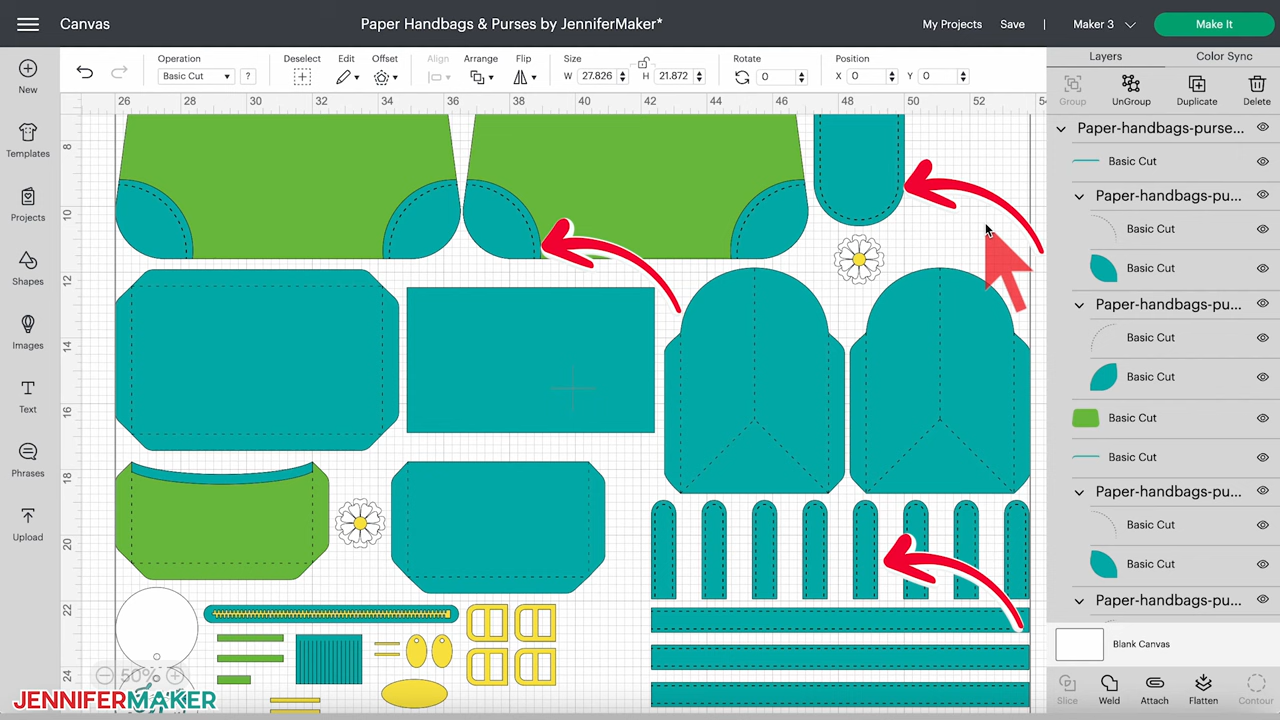 Canvas
Paper Handbags & Purses by JenniferMaker*
My Projects
Save
Maker 3
Make It
New
Templates
Projects
Shapes
Images
Text
Phrases
Upload
Operation
Basic Cut
?
Deselect
Edit
Offset
Align
Arrange
Flip
Size
W 27.826
H 21.872
Rotate
0
Position
X 0
Y 0
26 28 30 32 34 36 38 40 42 44 46 48 50 52
8
10
12
14
16
18
20
22
24
50%
JENNIFERMAKER
Layers
Color Sync
Group
UnGroup
Duplicate
Delete
Paper-handbags-purse...
Basic Cut
Paper-handbags-pu...
Basic Cut
Basic Cut
Paper-handbags-pu...
Basic Cut
Basic Cut
Basic Cut
Basic Cut
Paper-handbags-pu...
Basic Cut
Basic Cut
Paper-handbags-pu...
Blank Canvas
Slice
Weld
Attach
Flatten